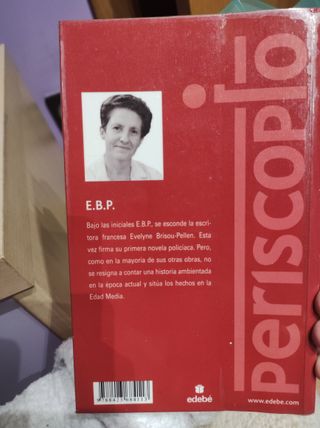 periscopio
E.B.P.
Bajo las iniciales E.B.P., se esconde la escri-
tora francesa Evelyne Brisou-Pellen. Esta
vez firma su primera novela policíaca. Pero,
como en la mayoría de sus otras obras, no
se resigna a contar una historia ambientada
en la época actual y sitúa los hechos en la
Edad Media.
edebé
www.edebe.com